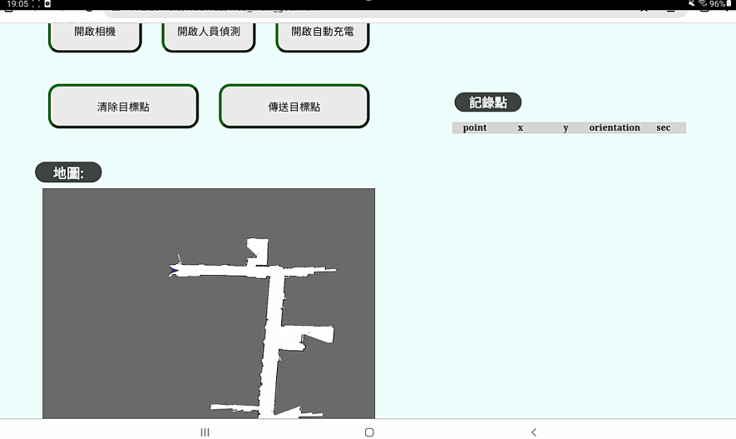 19:05
96%
開啟相機
開啟人員偵測
開啟自動充電
清除目標點
傳送目標點
記錄點
point x y orientation sec
地圖: